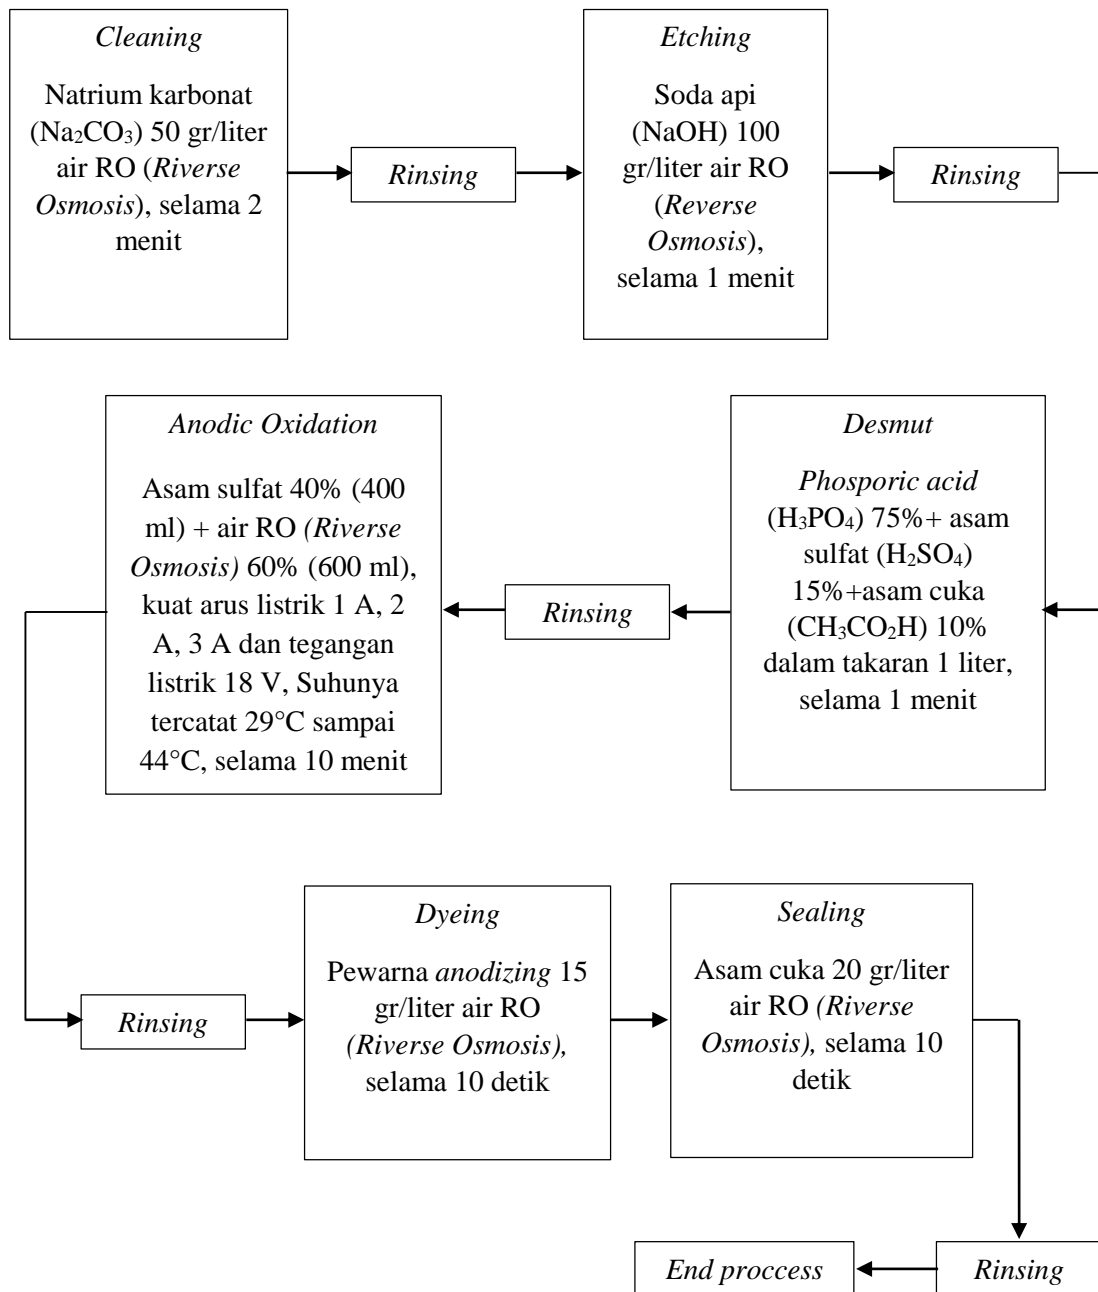 Cleaning
Natrium karbonat
(Na₂CO₃) 50 gr/liter
air RO (Riverse
Osmosis), selama 2
menit
Rinsing
Etching
Soda api
(NaOH) 100
gr/liter air RO
(Reverse
Osmosis),
selama 1 menit
Rinsing
Desmut
Phosporic acid
(H₃PO₄) 75%+ asam
sulfat (H₂SO₄)
15%+asam cuka
(CH₃CO₂H) 10%
dalam takaran 1 liter,
selama 1 menit
Rinsing
Anodic Oxidation
Asam sulfat 40% (400
ml) + air RO (Riverse
Osmosis) 60% (600 ml),
kuat arus listrik 1 A, 2
A, 3 A dan tegangan
listrik 18 V, Suhunya
tercatat 29°C sampai
44°C, selama 10 menit
Rinsing
Dyeing
Pewarna anodizing 15
gr/liter air RO
(Riverse Osmosis),
selama 10 detik
Sealing
Asam cuka 20 gr/liter
air RO (Riverse
Osmosis), selama 10
detik
Rinsing
End proccess